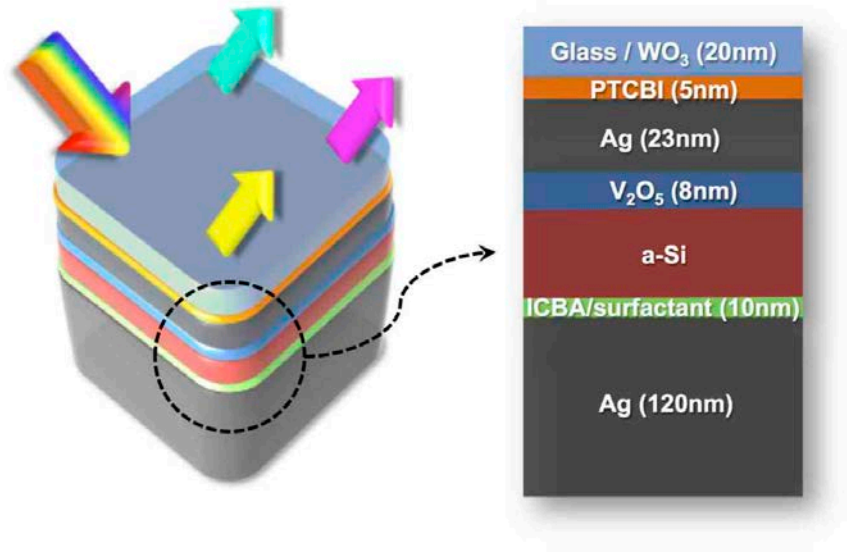 Glass / WO₃ (20nm)
PTCBI (5nm)
Ag (23nm)
V₂O₅ (8nm)
a-Si
ICBA/surfactant (10nm)
Ag (120nm)